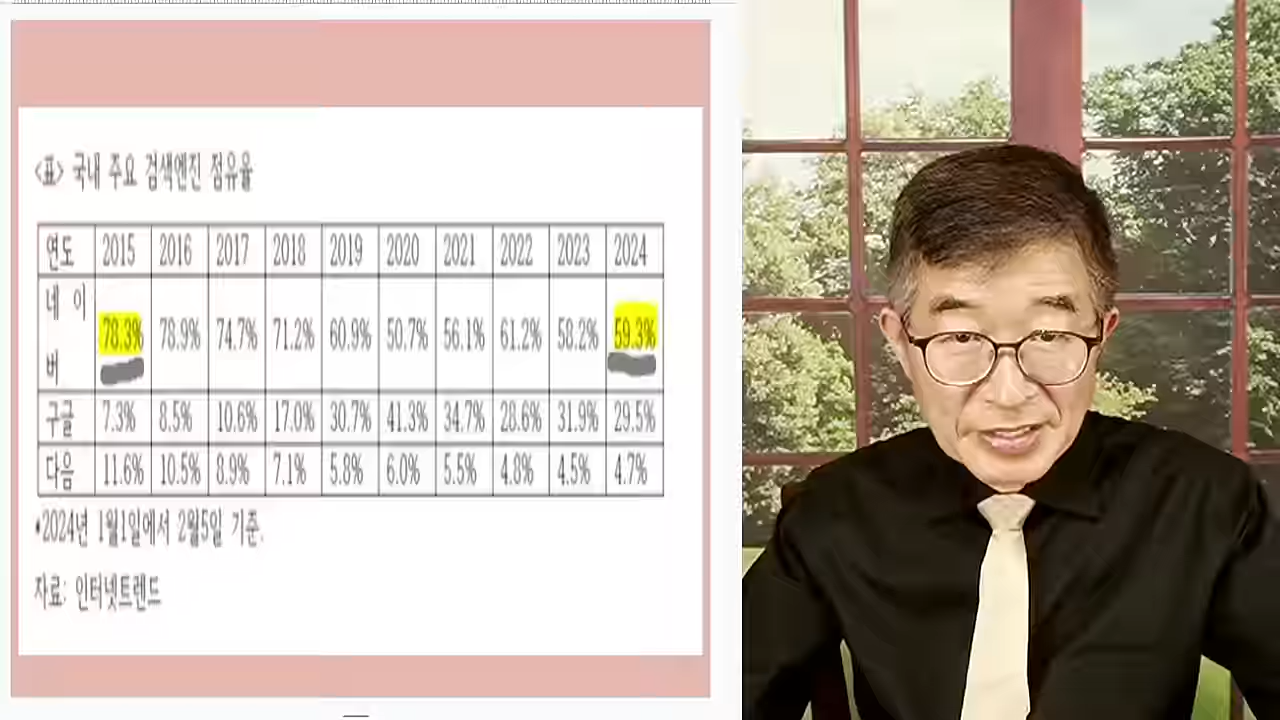 <표> 국내 주요 검색엔진 점유율
연도 2015 2016 2017 2018 2019 2020 2021 2022 2023 2024
네이버 78.3% 78.9% 74.7% 71.2% 60.9% 50.7% 56.1% 61.2% 58.2% 59.3%
구글 7.3% 8.5% 10.6% 17.0% 30.7% 41.3% 34.7% 28.6% 31.9% 29.5%
다음 11.6% 10.5% 8.9% 7.1% 5.8% 6.0% 5.5% 4.8% 4.5% 4.7%
*2024년 1월1일에서 2월5일 기준.
자료: 인터넷트렌드